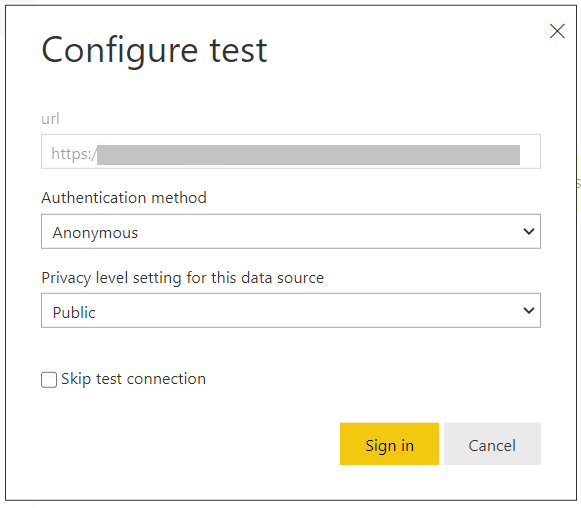 Configure test
url
https:/
Authentication method
Anonymous
Privacy level setting for this data source
Public
Skip test connection
Sign in
Cancel